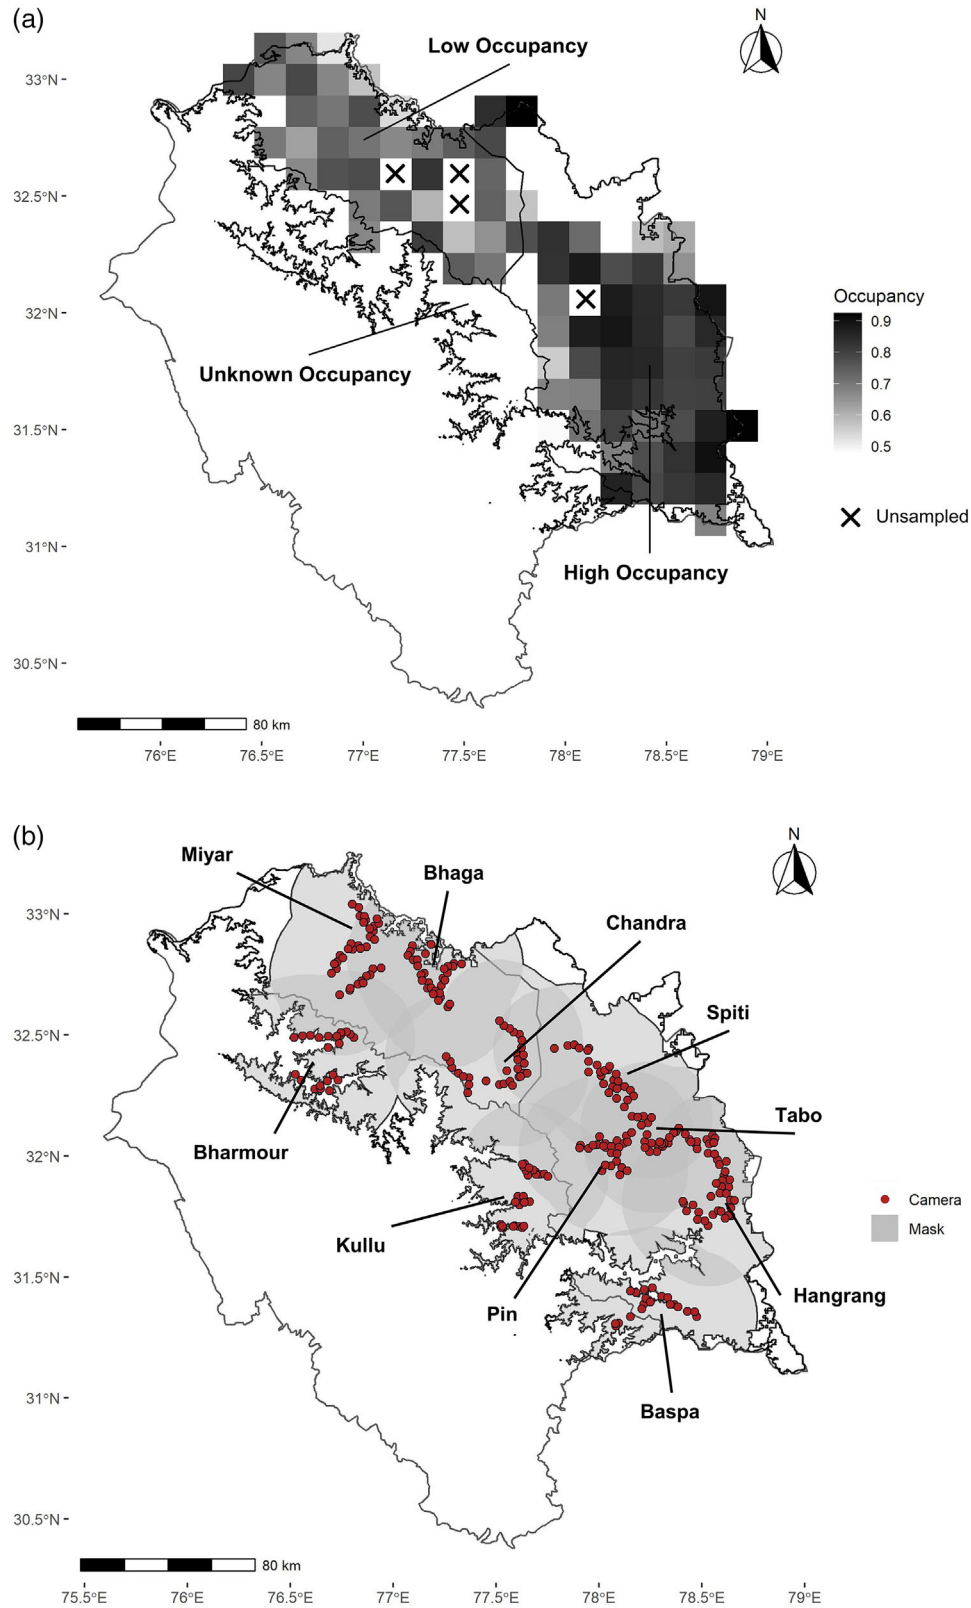 (a)
N
Low Occupancy
33°N
32.5°N
32°N
Occupancy
0.9
0.8
0.7
0.6
0.5
Unknown Occupancy
31.5°N
Unsampled
31°N
High Occupancy
30.5°N
80 km
76°E 76.5°E 77°E 77.5°E 78°E 78.5°E 79°E
(b)
N
Miyar
Bhaga
33°N
Chandra
32.5°N
Spiti
Tabo
Bharmour
32°N
Camera
Mask
Kullu
31.5°N
Pin
Hangrang
31°N
Baspa
30.5°N
80 km
75.5°E 76°E 76.5°E 77°E 77.5°E 78°E 78.5°E 79°E